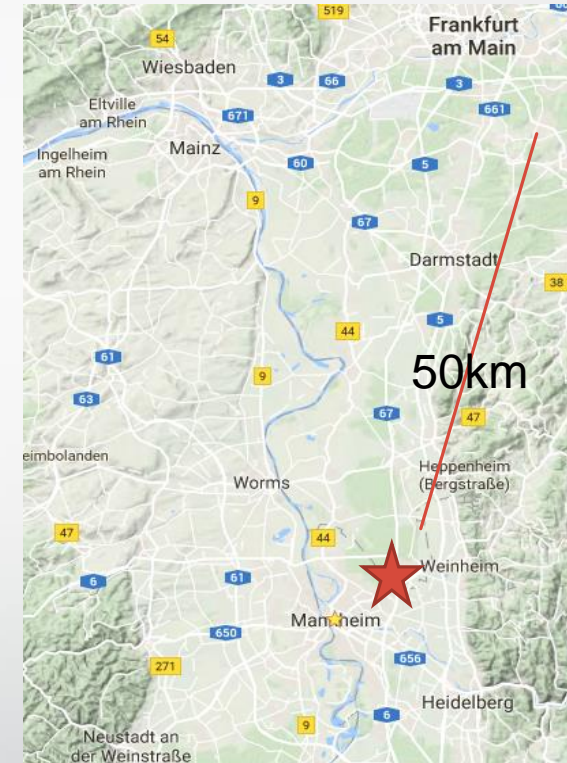 519
Frankfurt
am Main
54
Wiesbaden
3
66
3
Eltville
am Rhein
671
661
Mainz
Ingelheim
am Rhein
60
5
9
67
Darmstadt
38
5
44
61
50km
9
63
67
47
eimbolanden
Heppenheim
(Bergstraße)
Worms
47
44
Weinheim
6
61
Mannheim
650
656
271
Heidelberg
6
9
Neustadt an
der Weinstraße